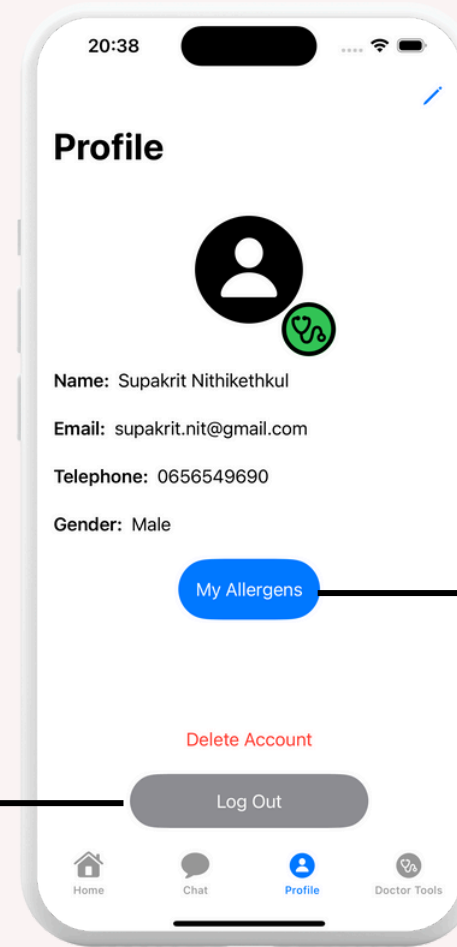 20:38
Profile
Name: Supakrit Nithikethkul
Email: supakrit.nit@gmail.com
Telephone: 0656549690
Gender: Male
My Allergens
Delete Account
Log Out
Home Chat Profile Doctor Tools